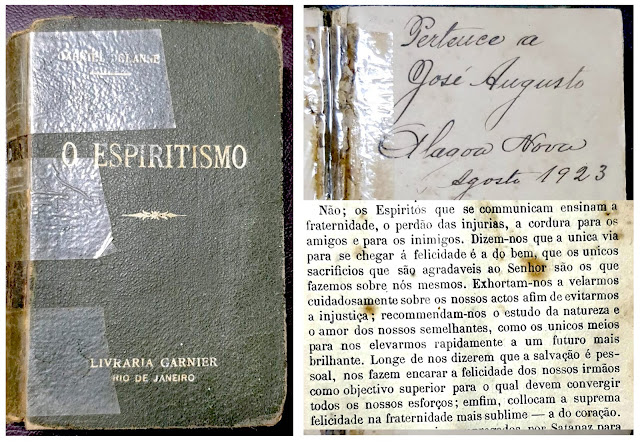 GABRIEL DELANNE
O ESPIRITISMO
LIVRARIA GARNIER
RIO DE JANEIRO
Pertence a
José Augusto
Alagoa Nova
Agosto 1923
Não; os Espiritos que se communicam ensinam a
fraternidade, o perdão das injurias, a cordura para os
amigos e para os inimigos. Dizem-nos que a unica via
para se chegar á felicidade é a do bem, que os unicos
sacrificios que são agradaveis ao Senhor são os que
fazemos sobre nós mesmos. Exhortam-nos a velarmos
cuidadosamente sobre os nossos actos afim de evitarmos
a injustiça; recommendam-nos o estudo da natureza e
o amor dos nossos semelhantes, como os unicos meios
para nos elevarmos rapidamente a um futuro mais
brilhante. Longe de nos dizerem que a salvação é pes-
soal, nos fazem encarar a felicidade dos nossos irmãos
como objectivo superior para o qual devem convergir
todos os nossos esforços; emfim, collocam a suprema
felicidade na fraternidade mais sublime — a do coração.
por Satanaz para